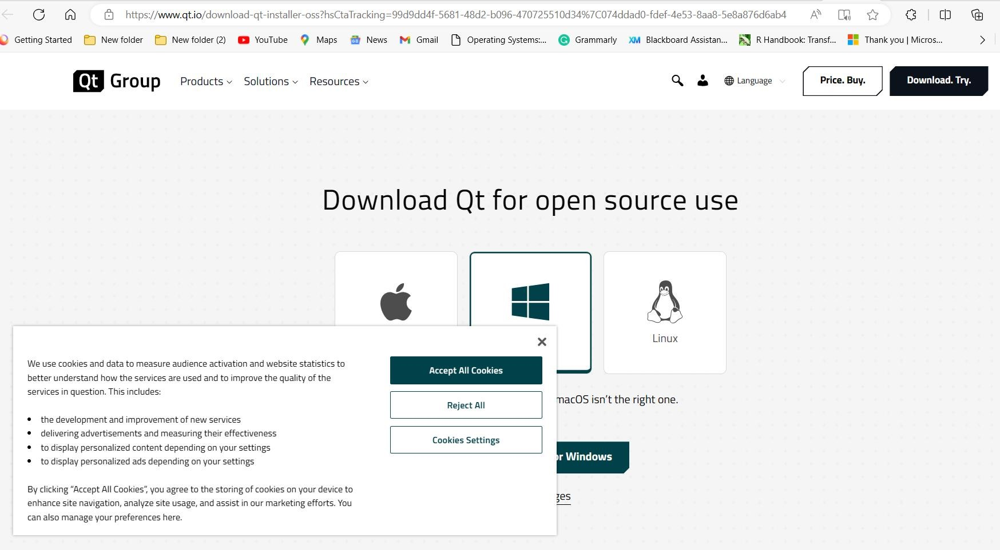 https://www.qt.io/download-qt-installer-oss?hsCtaTracking=99d9dd4f-5681-48d2-b096-470725510d34%7C074ddad0-fdef-4e53-8aa8-5e8a876d6ab4
Getting Started New folder New folder (2) YouTube Maps News Gmail Operating Systems:... Grammarly Blackboard Assistan... R Handbook: Transf... Thank you | Micros...
Qt Group Products Solutions Resources Language Price. Buy. Download. Try.
Download Qt for open source use
Linux
We use cookies and data to measure audience activation and website statistics to
better understand how the services are used and to improve the quality of the
services in question. This includes:
• the development and improvement of new services
• delivering advertisements and measuring their effectiveness
• to display personalized content depending on your settings
• to display personalized ads depending on your settings
By clicking “Accept All Cookies”, you agree to the storing of cookies on your device to
enhance site navigation, analyze site usage, and assist in our marketing efforts. You
can also manage your preferences here.
Accept All Cookies
Reject All
Cookies Settings
macOS isn’t the right one.
or Windows
ges